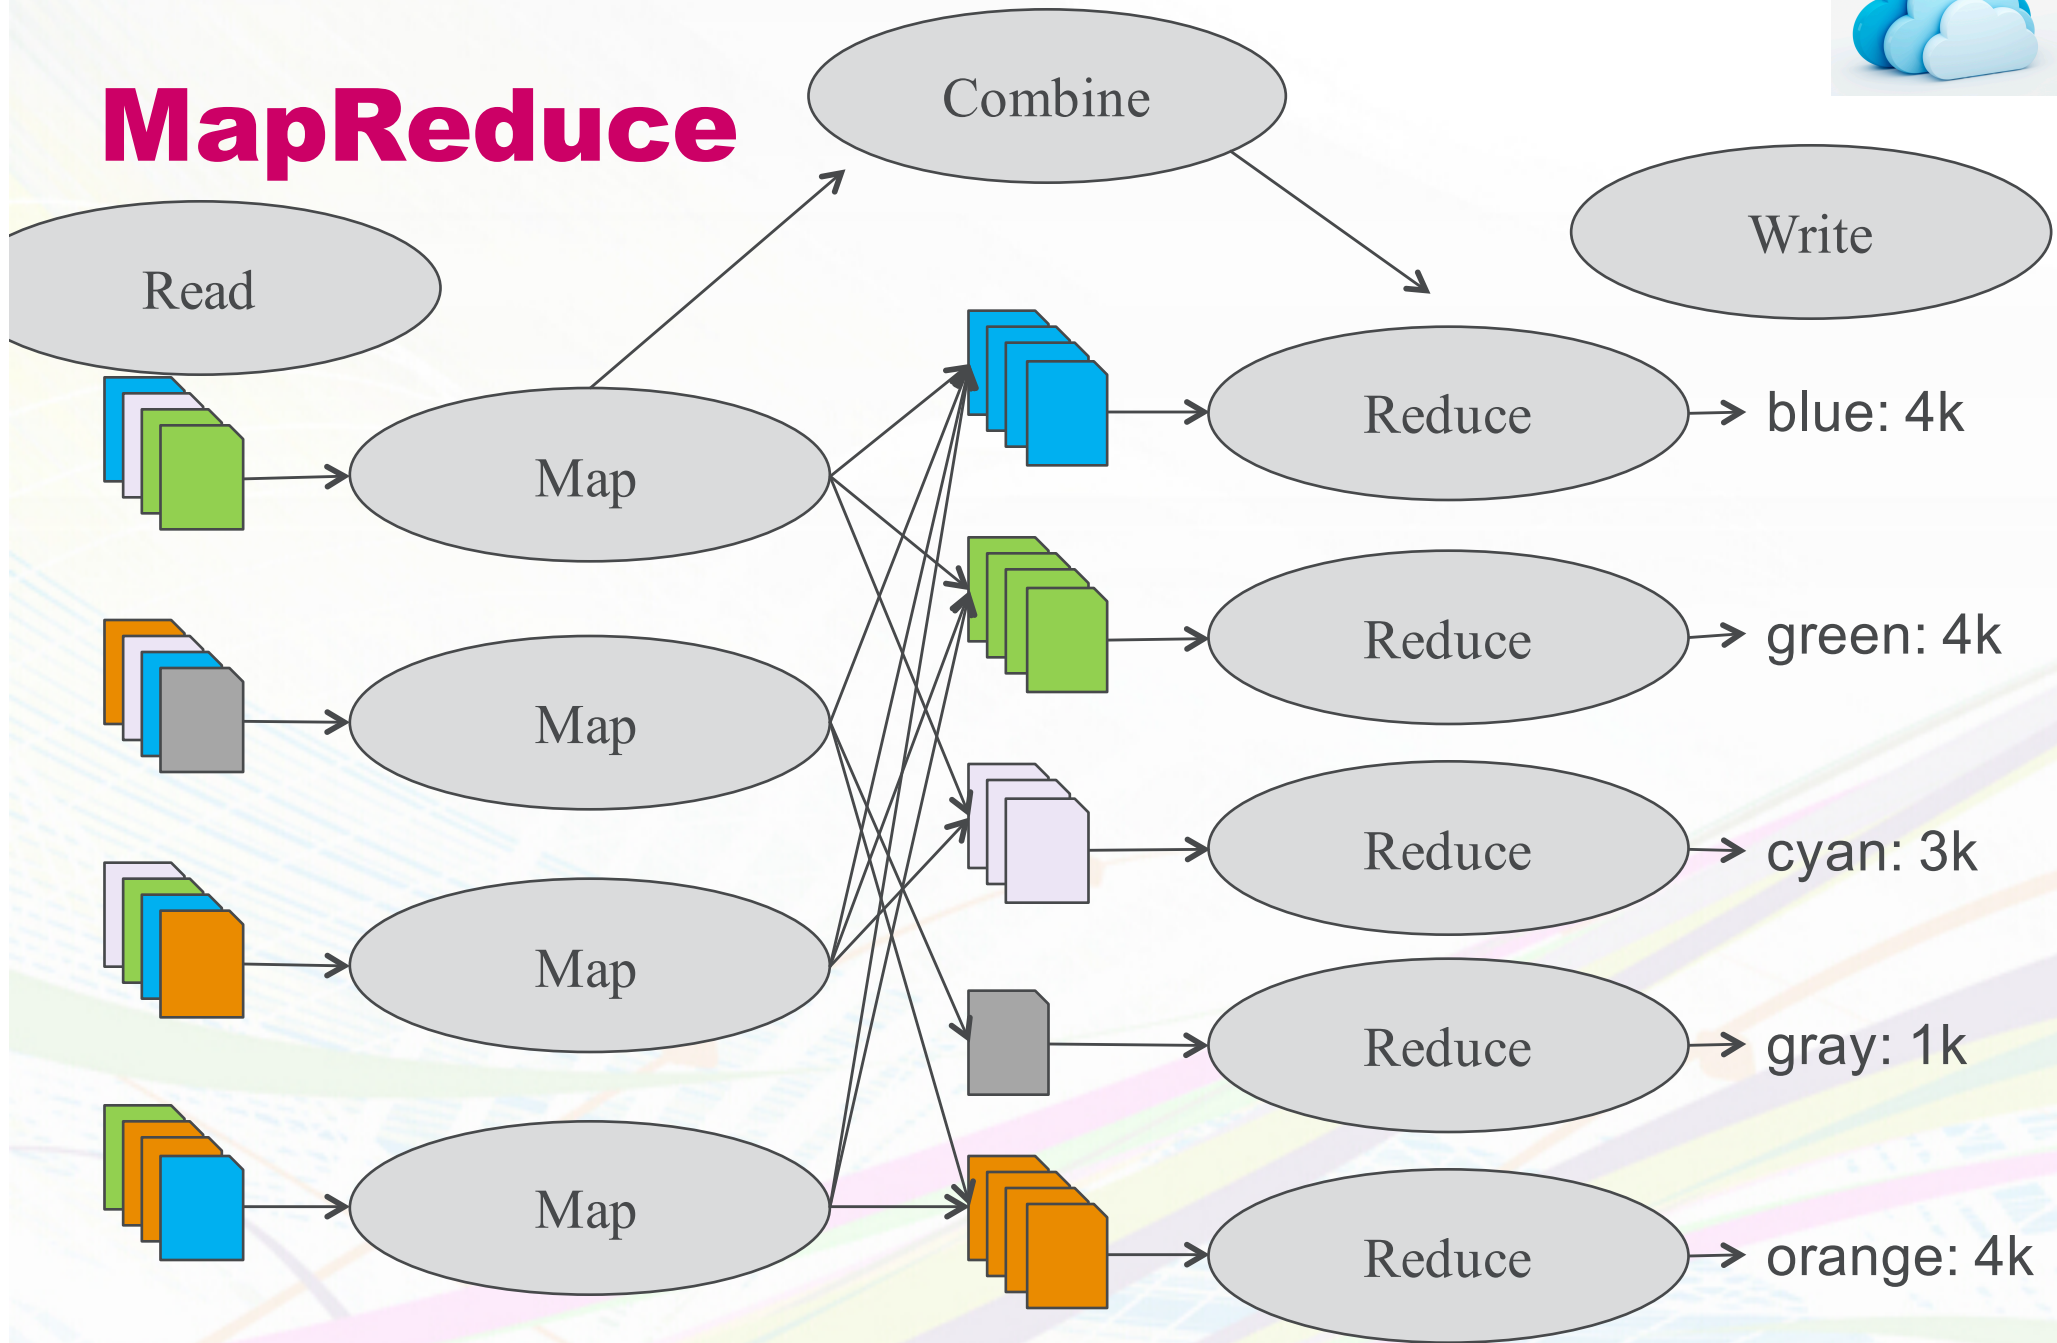 MapReduce
Combine
Write
Read
Map
Reduce
blue: 4k
Map
Reduce
green: 4k
Map
Reduce
cyan: 3k
Map
Reduce
gray: 1k
Reduce
orange: 4k